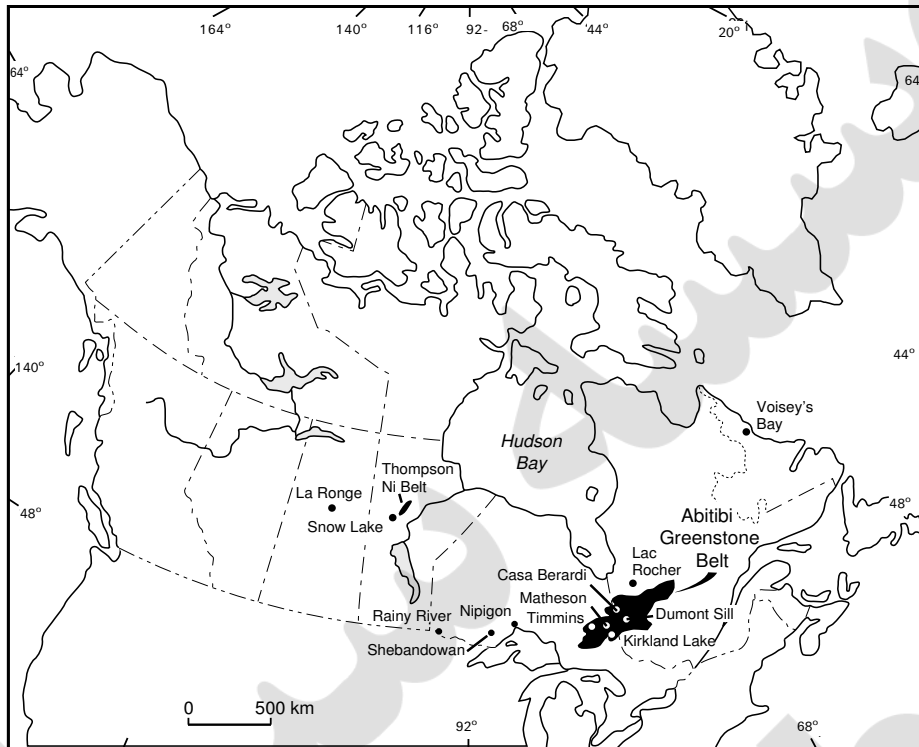 164°
140°
116°
92-
68°
44°
20°
64°
64
140°
44°
Voisey's
Bay
Hudson
Bay
Thompson
Ni Belt
La Ronge
Snow Lake
48°
48°
Abitibi
Greenstone
Belt
Lac
Rocher
Casa Berardi
Matheson
Timmins
Dumont Sill
Kirkland Lake
Rainy River
Nipigon
Shebandowan
0
500 km
92°
68°